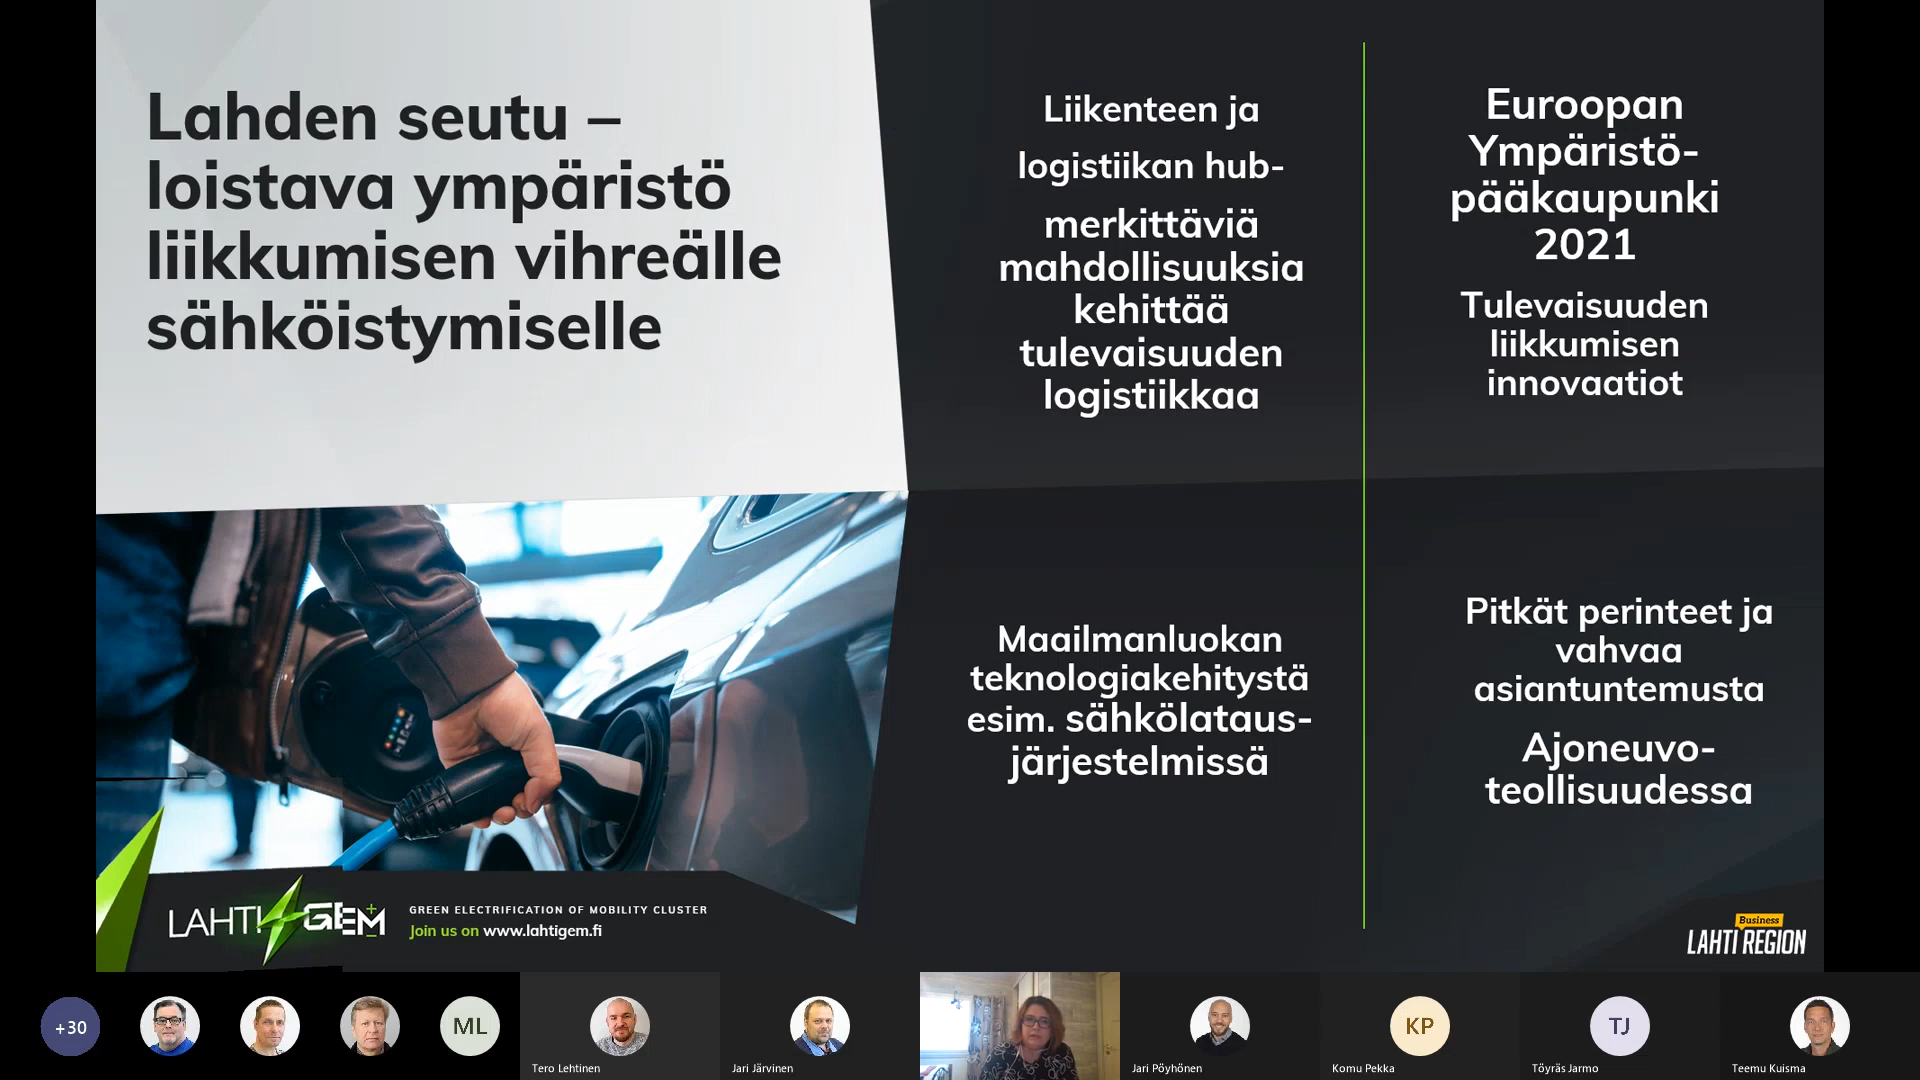 Lahden seutu –
loistava ympäristö
liikkumisen vihreälle
sähköistymiselle
Liikenteen ja
logistiikan hub-
merkittäviä
mahdollisuuksia
kehittää
tulevaisuuden
logistiikkaa
Euroopan
Ympäristö-
pääkaupunki
2021
Tulevaisuuden
liikkumisen
innovaatiot
Maailmanluokan
teknologiakehitystä
esim. sähkölataus-
järjestelmissä
Pitkät perinteet ja
vahvaa
asiantuntemusta
Ajoneuvo-
teollisuudessa
LAHTI GEM
GREEN ELECTRIFICATION OF MOBILITY CLUSTER
Join us on www.lahtigem.fi
Business
LAHTI REGION
+30
ML
Tero Lehtinen
Jari Järvinen
Jari Pöyhönen
KP
Komu Pekka
TJ
Töyräs Jarmo
Teemu Kuisma